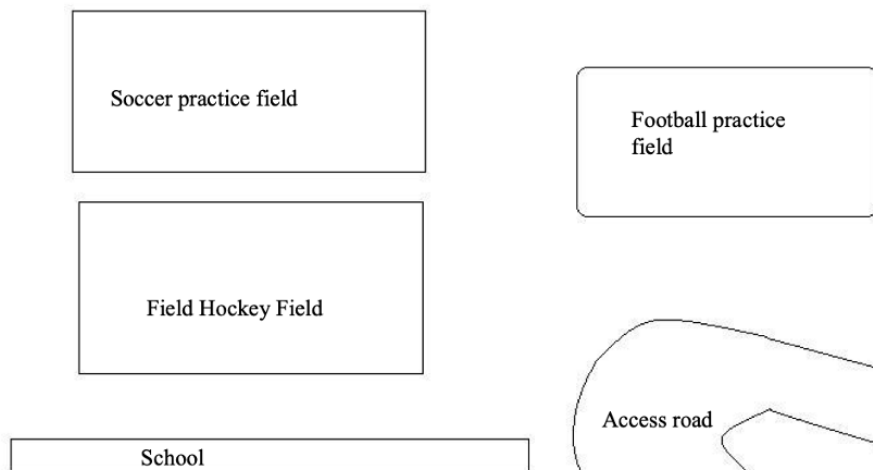 Soccer practice field
Football practice
field
Field Hockey Field
Access road
School